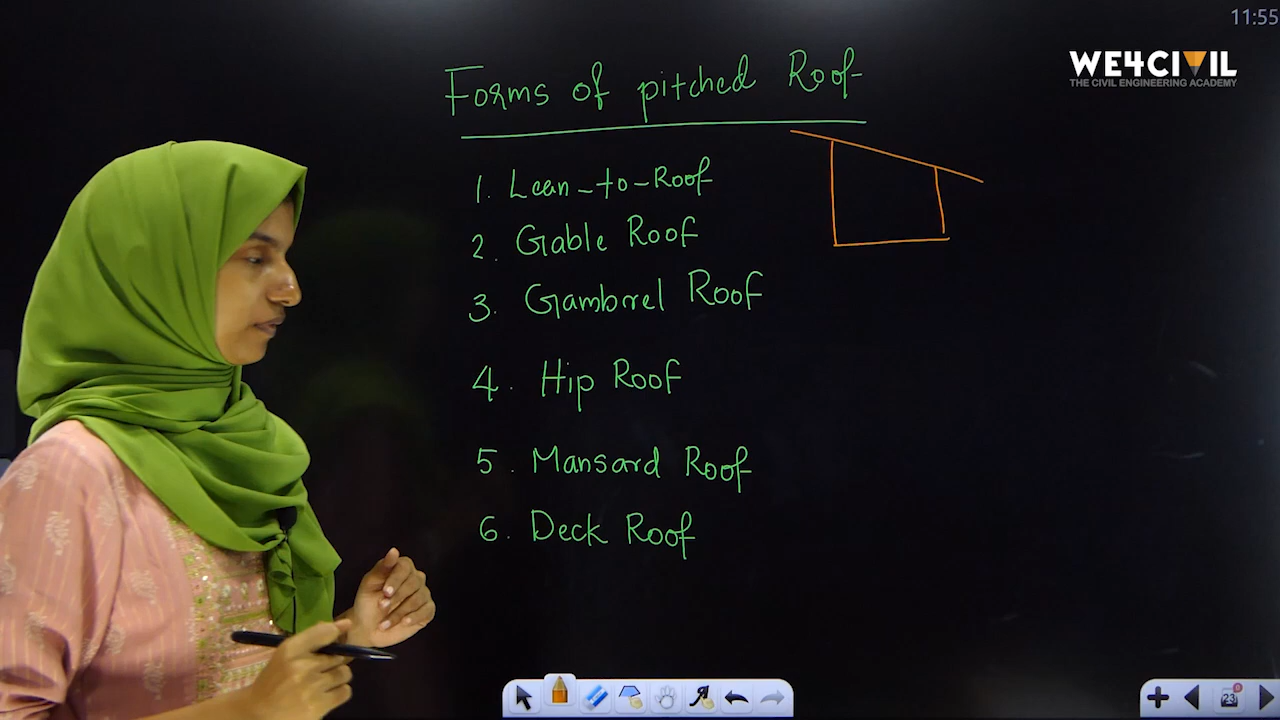 11:55
WE4CIVIL
THE CIVIL ENGINEERING ACADEMY
Forms of pitched Roof
1. Lean-to-Roof
2. Gable Roof
3. Gambrel Roof
4. Hip Roof
5. Mansard Roof
6. Deck Roof
23